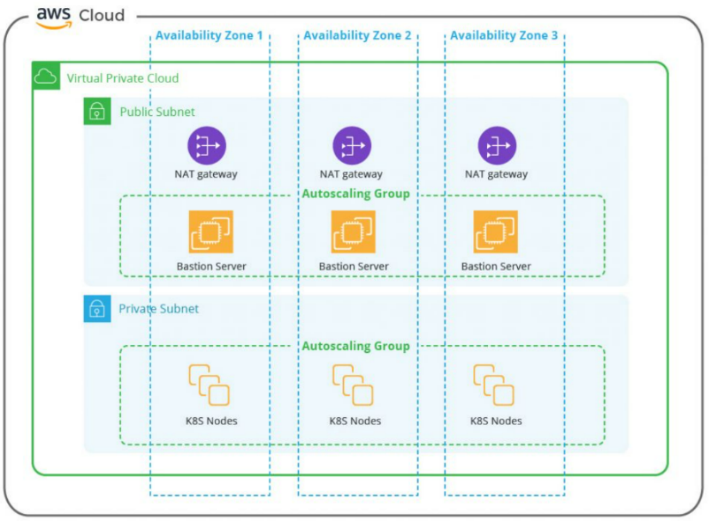 aws Cloud
Availability Zone 1 Availability Zone 2 Availability Zone 3
Virtual Private Cloud
Public Subnet
NAT gateway NAT gateway NAT gateway
Autoscaling Group
Bastion Server Bastion Server Bastion Server
Private Subnet
Autoscaling Group
K8S Nodes K8S Nodes K8S Nodes